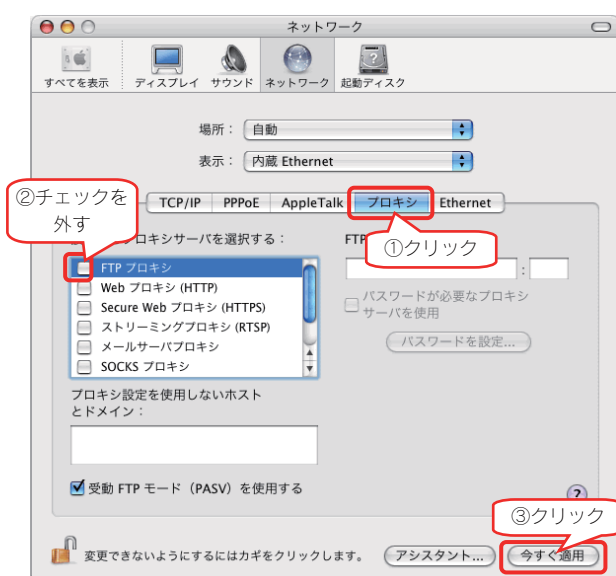 ネットワーク
すべてを表示 ディスプレイ サウンド ネットワーク 起動ディスク
場所： 自動
表示： 内蔵 Ethernet
②チェックを
外す
TCP/IP PPPoE AppleTalk プロキシ Ethernet
①クリック
ロキシサーバを選択する： FTP
FTP プロキシ :
Web プロキシ (HTTP)
Secure Web プロキシ (HTTPS)
ストリーミングプロキシ (RTSP)
メールサーバプロキシ
SOCKS プロキシ
パスワードが必要なプロキシ
サーバを使用
パスワードを設定...
プロキシ設定を使用しないホスト
とドメイン：
受動 FTP モード（PASV）を使用する
?
③クリック
変更できないようにするにはカギをクリックします。 アシスタント... 今すぐ適用